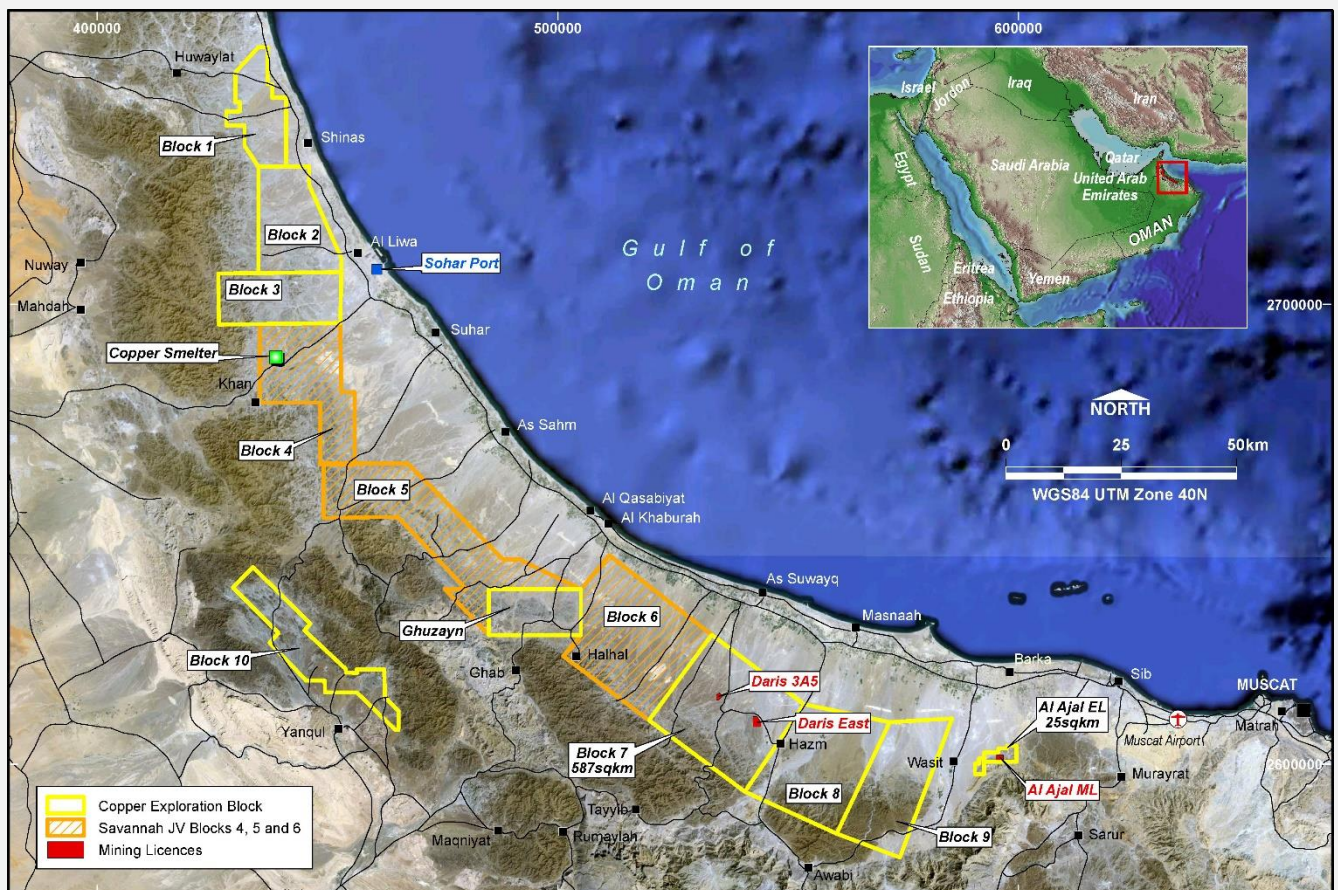 400000
500000
600000
Huwaylat
Shinas
Block 1
Block 2
Al Liwa
Sohar Port
Nuway
Block 3
Mahdah
Suhar
Copper Smelter
Khan
Block 4
As Sahm
Block 5
Al Qasabiyat
Al Khaburah
Gulf of
Oman
Israel
Jordon
Iraq
Iran
Egypt
Saudi Arabia
Qatar
United Arab
Emirates
OMAN
Sudan
Eritrea
Yemen
Ethiopia
2700000
NORTH
0
25
50km
WGS84 UTM Zone 40N
As Suwayq
Masnaah
Ghuzayn
Block 6
Halhal
Ghab
Block 10
Yanqul
Barka
Sib
MUSCAT
Matrah
Muscat Airport
Daris 3A5
Daris East
Al Ajal EL
25sqkm
Hazm
Block 7
587sqkm
Wasit
2600000
Al Ajal ML
Murayrat
Block 8
Block 9
Tayyib
Maqniyat
Rumaylah
Sarur
Awabi
Copper Exploration Block
Savannah JV Blocks 4, 5 and 6
Mining Licences